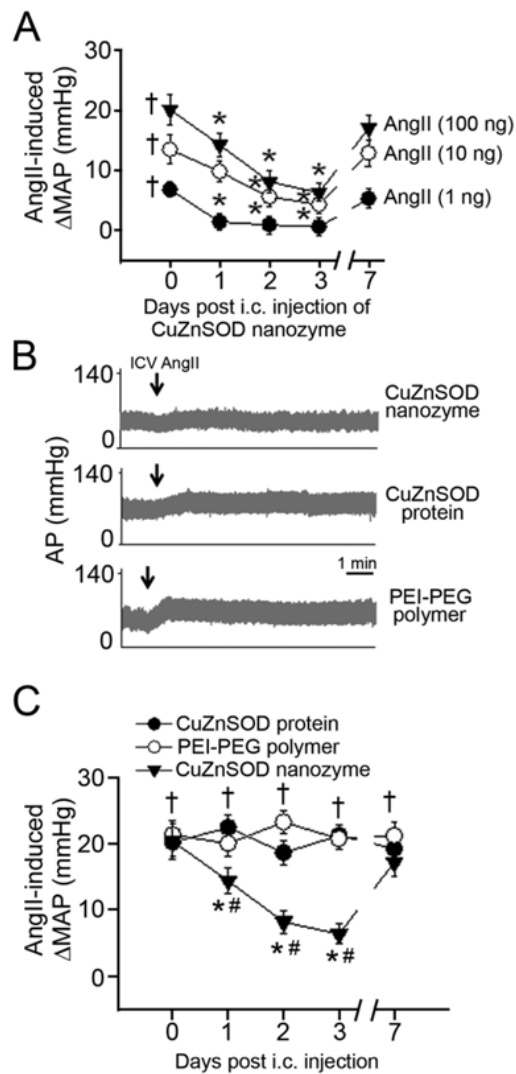 A
AngII-induced
ΔMAP (mmHg)
30
20
10
0
†
†
†
*
*
*
*
*
*
*
*
AngII (100 ng)
AngII (10 ng)
AngII (1 ng)
0 1 2 3 7
Days post i.c. injection of
CuZnSOD nanozyme
B
AP (mmHg)
ICV AngII
140
0
CuZnSOD
nanozyme
140
0
CuZnSOD
protein
1 min
140
0
PEI-PEG
polymer
C
CuZnSOD protein
PEI-PEG polymer
CuZnSOD nanozyme
AngII-induced
ΔMAP (mmHg)
30
20
10
0
† † † † †
*#
*#
*#
0 1 2 3 7
Days post i.c. injection